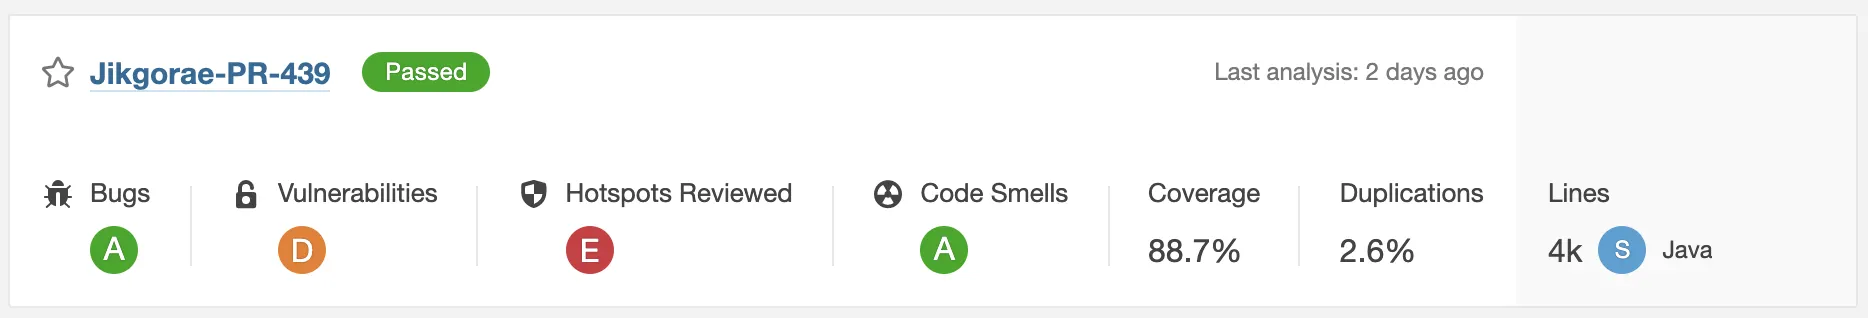 Jikgorae-PR-439 Passed Last analysis: 2 days ago
Bugs Vulnerabilities Hotspots Reviewed Code Smells Coverage Duplications Lines
A D E A 88.7% 2.6% 4k S Java